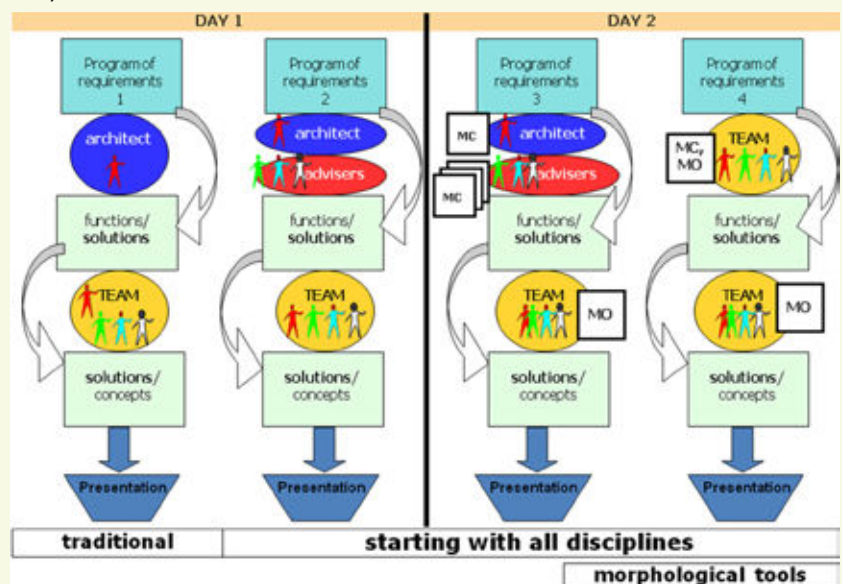 DAY 1
DAY 2
Program of
requirements
1
architect
functions/
solutions
TEAM
solutions/
concepts
Presentation
Program of
requirements
2
architect
advisers
functions/
solutions
TEAM
solutions/
concepts
Presentation
Program of
requirements
3
MC
architect
MC
advisers
functions/
solutions
TEAM
MO
solutions/
concepts
Presentation
Program of
requirements
4
MC,
MO
TEAM
functions/
solutions
TEAM
MO
solutions/
concepts
Presentation
traditional
starting with all disciplines
morphological tools